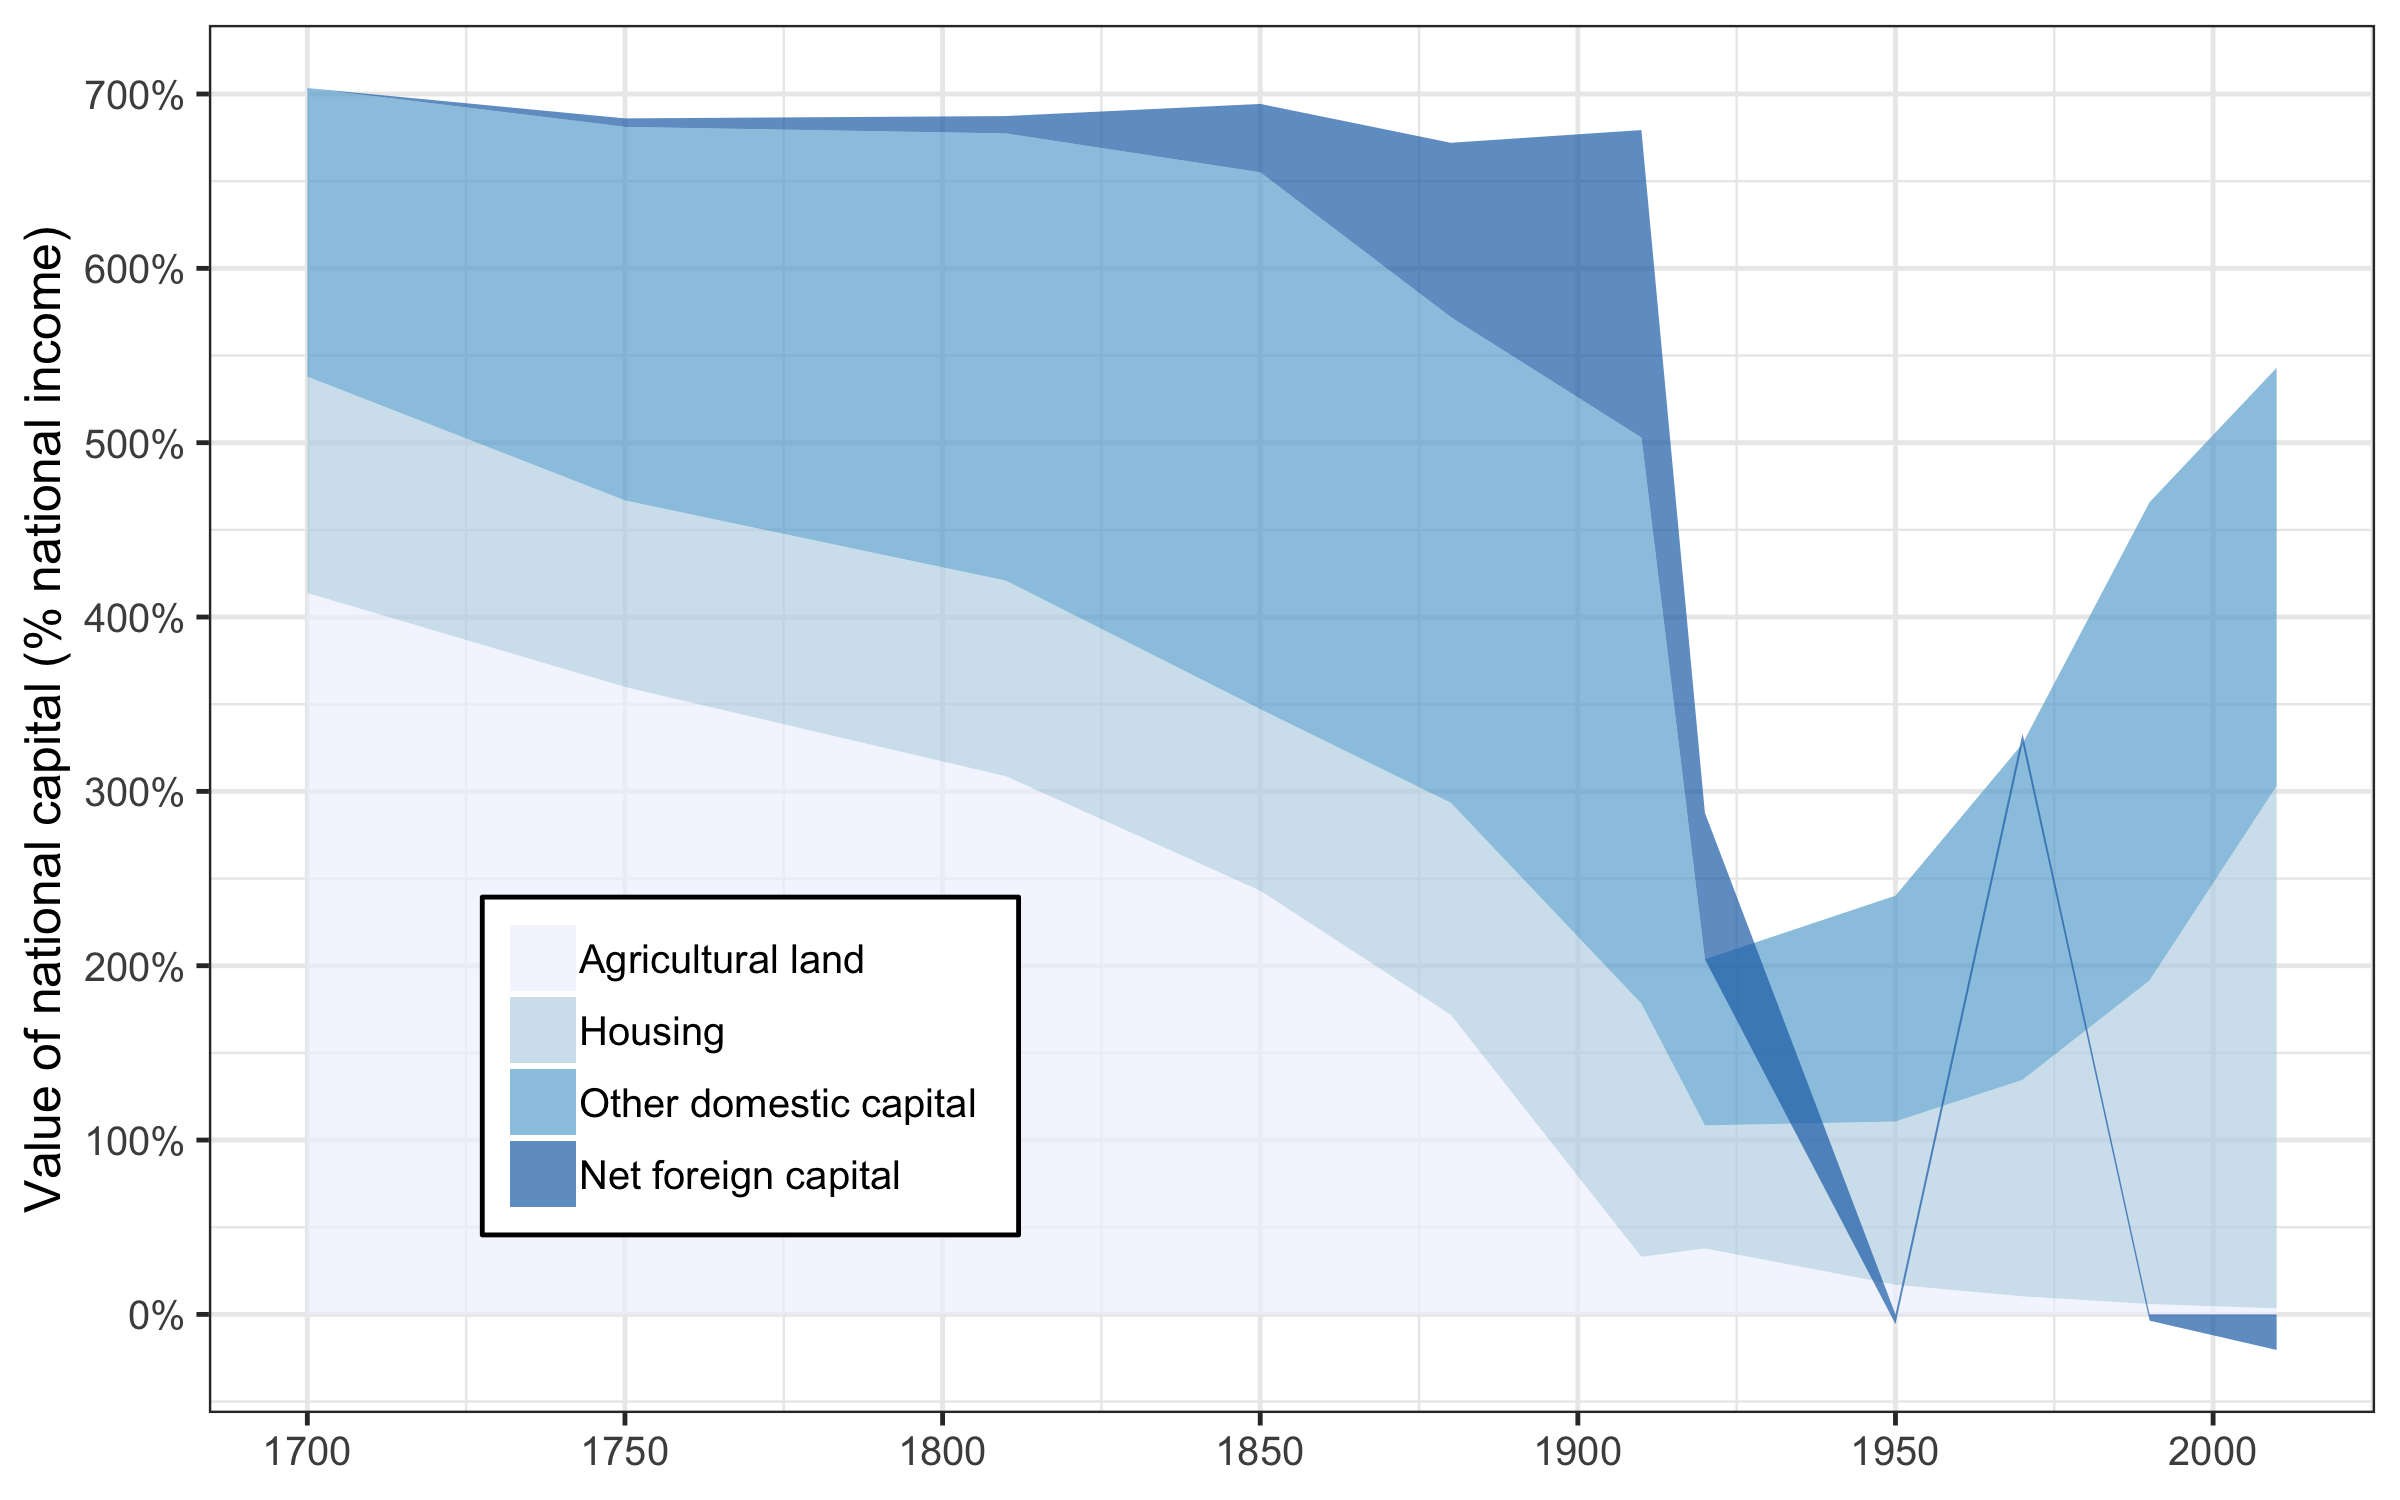 Value of national capital (% national income)
700%
600%
500%
400%
300%
200%
100%
0%
Agricultural land
Housing
Other domestic capital
Net foreign capital
1700 1750 1800 1850 1900 1950 2000